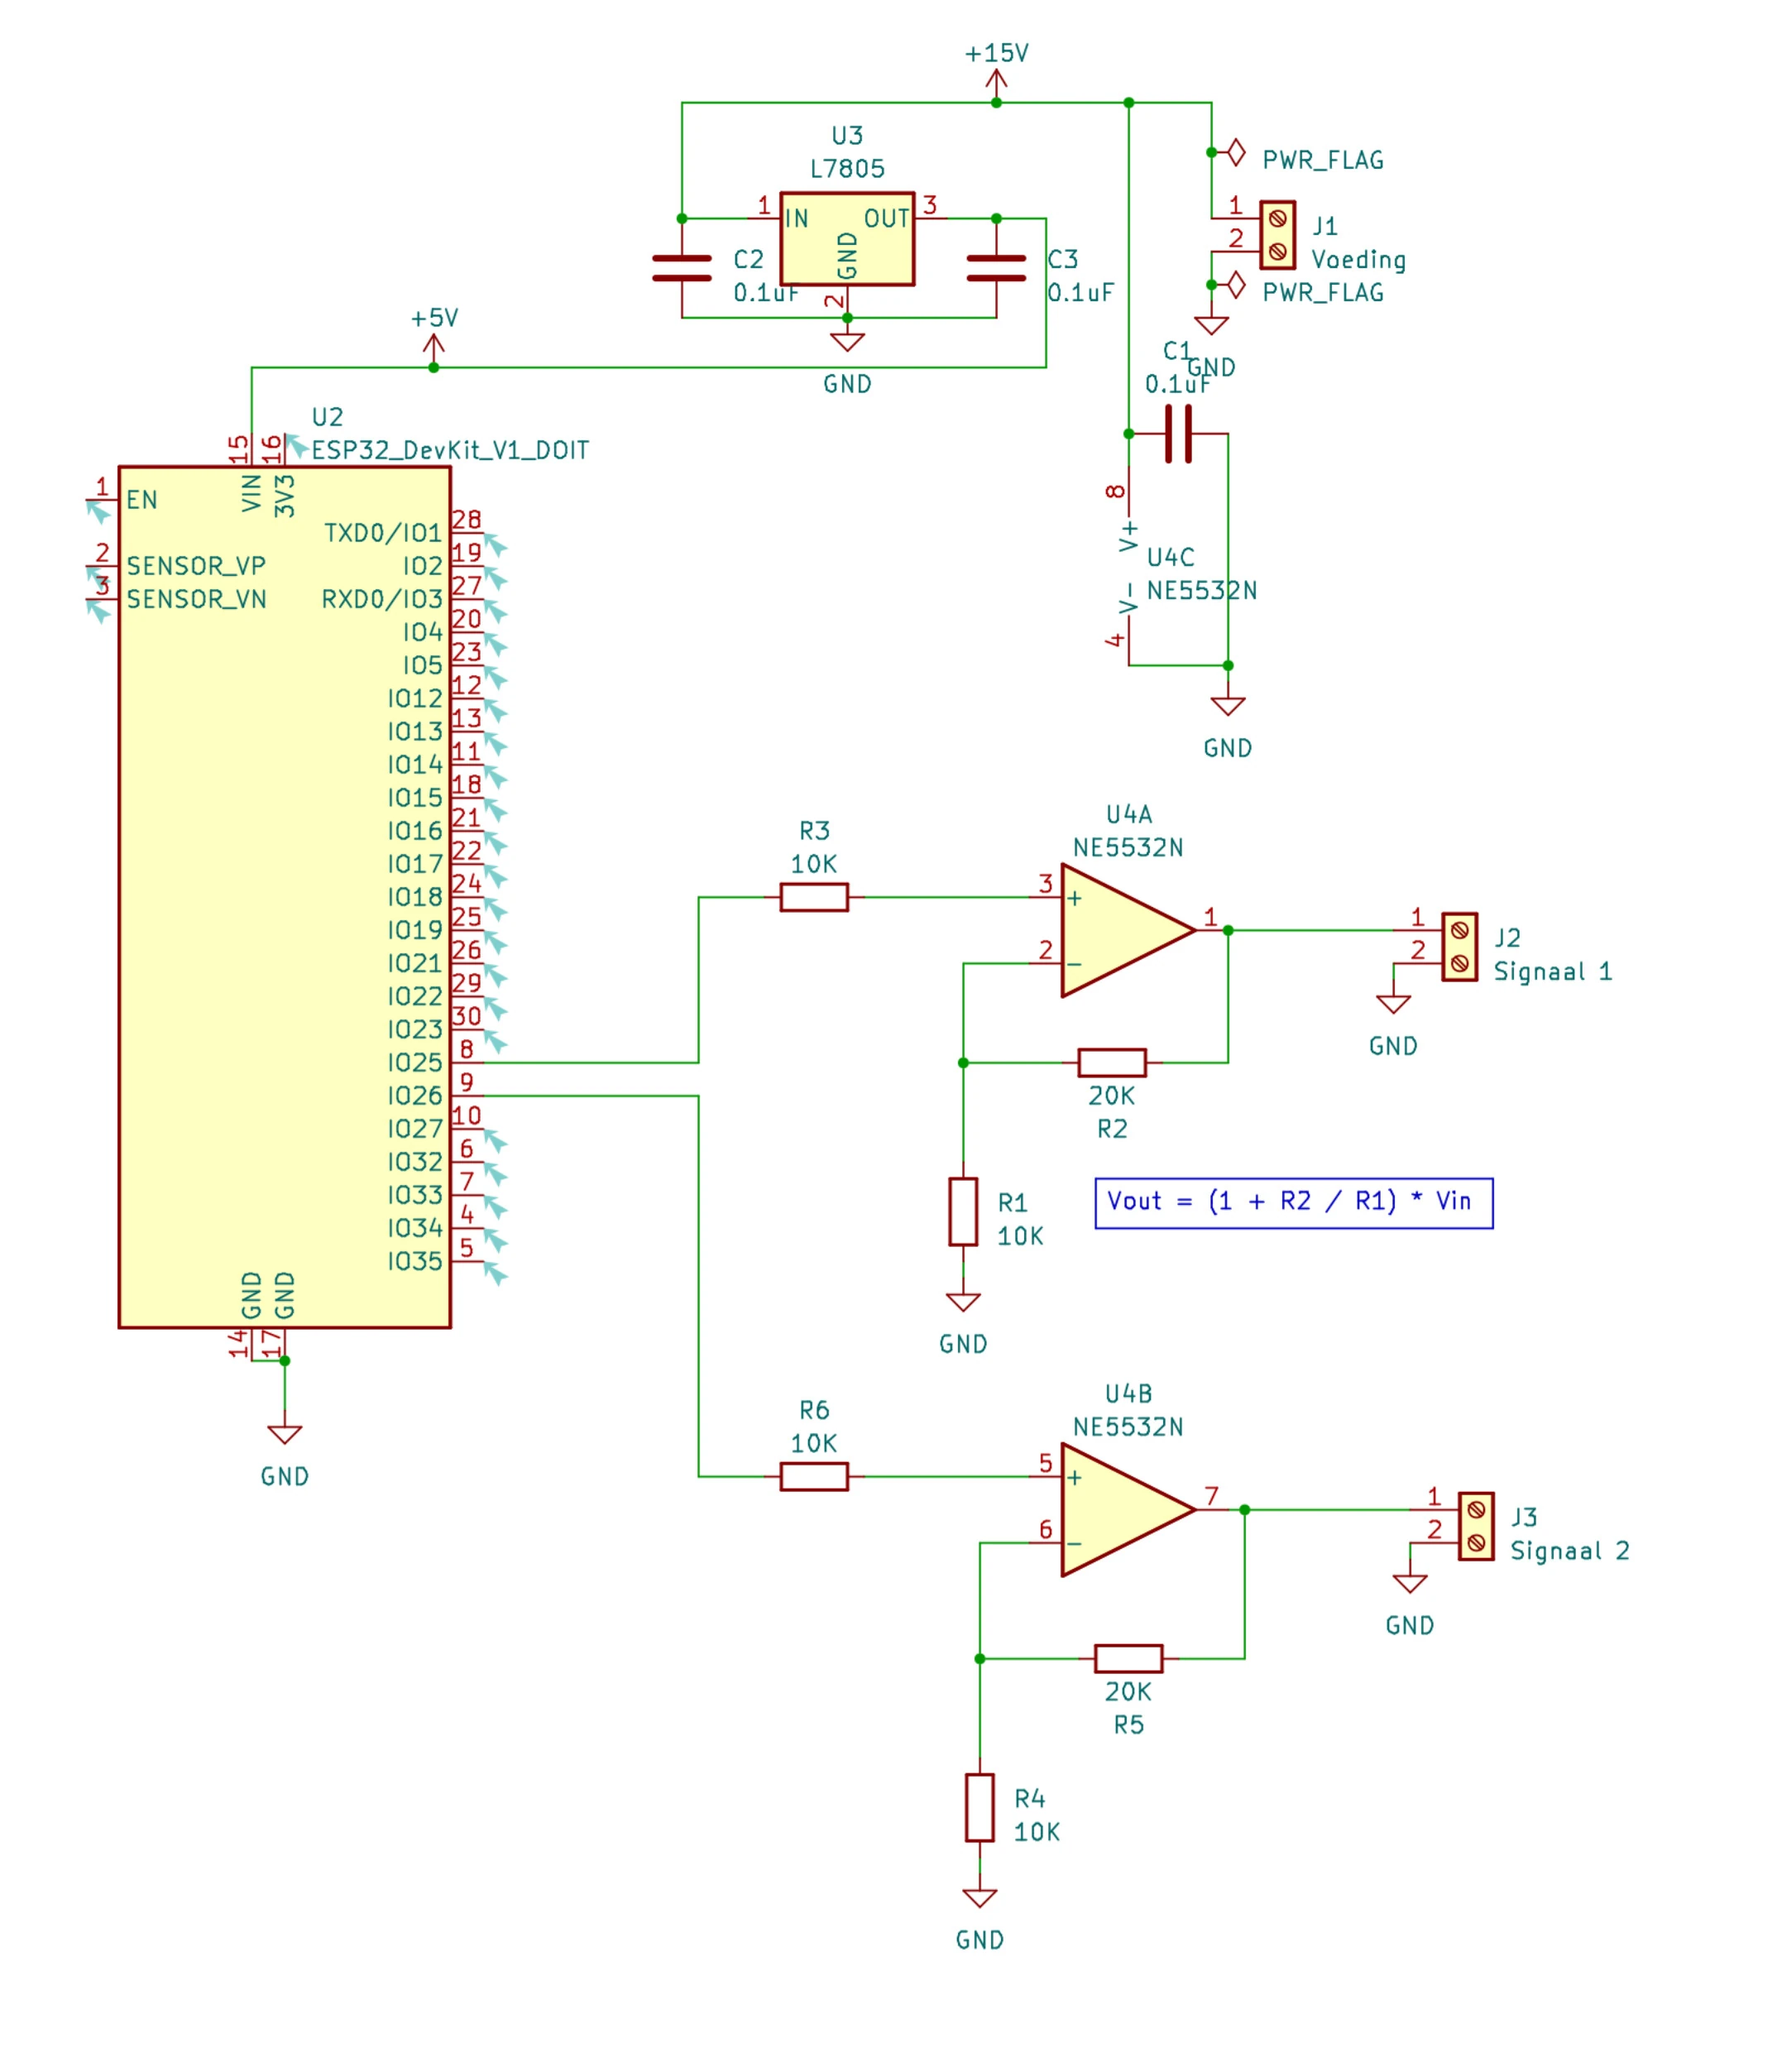 +15V
U3
L7805
PWR_FLAG
1 IN
OUT 3
GND
2
C2
0.1uF
C3
0.1uF
1
2
J1
Voeding
PWR_FLAG
GND
+5V
GND
C1
0.1uF
U2
ESP32_DevKit_V1_DOIT
15
16
VIN
3V3
1 EN
2 SENSOR_VP
3 SENSOR_VN
TXD0/IO1 28
IO2 19
RXD0/IO3 27
IO4 20
IO5 23
IO12 12
IO13 13
IO14 11
IO15 18
IO16 21
IO17 22
IO18 24
IO19 25
IO21 26
IO22 29
IO23 30
IO25 8
IO26 9
IO27 10
IO32 6
IO33 7
IO34 4
IO35 5
GND
GND
14
17
GND
8
V+
U4C
NE5532N
V-
4
GND
U4A
NE5532N
R3
10K
3 +
2 -
1
1
2
J2
Signaal 1
GND
20K
R2
R1
10K
Vout = (1 + R2 / R1) * Vin
GND
U4B
NE5532N
R6
10K
5 +
6 -
7
1
2
J3
Signaal 2
GND
20K
R5
R4
10K
GND